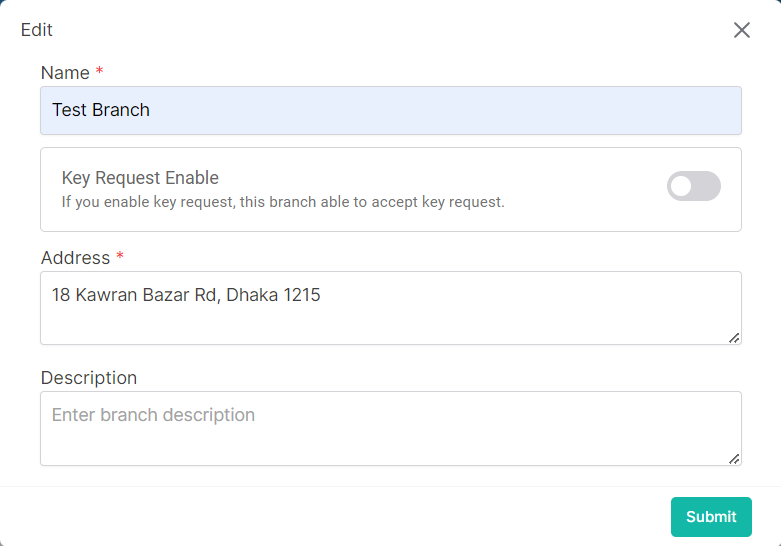 Edit
Name *
Test Branch
Key Request Enable
If you enable key request, this branch able to accept key request.
Address *
18 Kawran Bazar Rd, Dhaka 1215
Description
Enter branch description
Submit